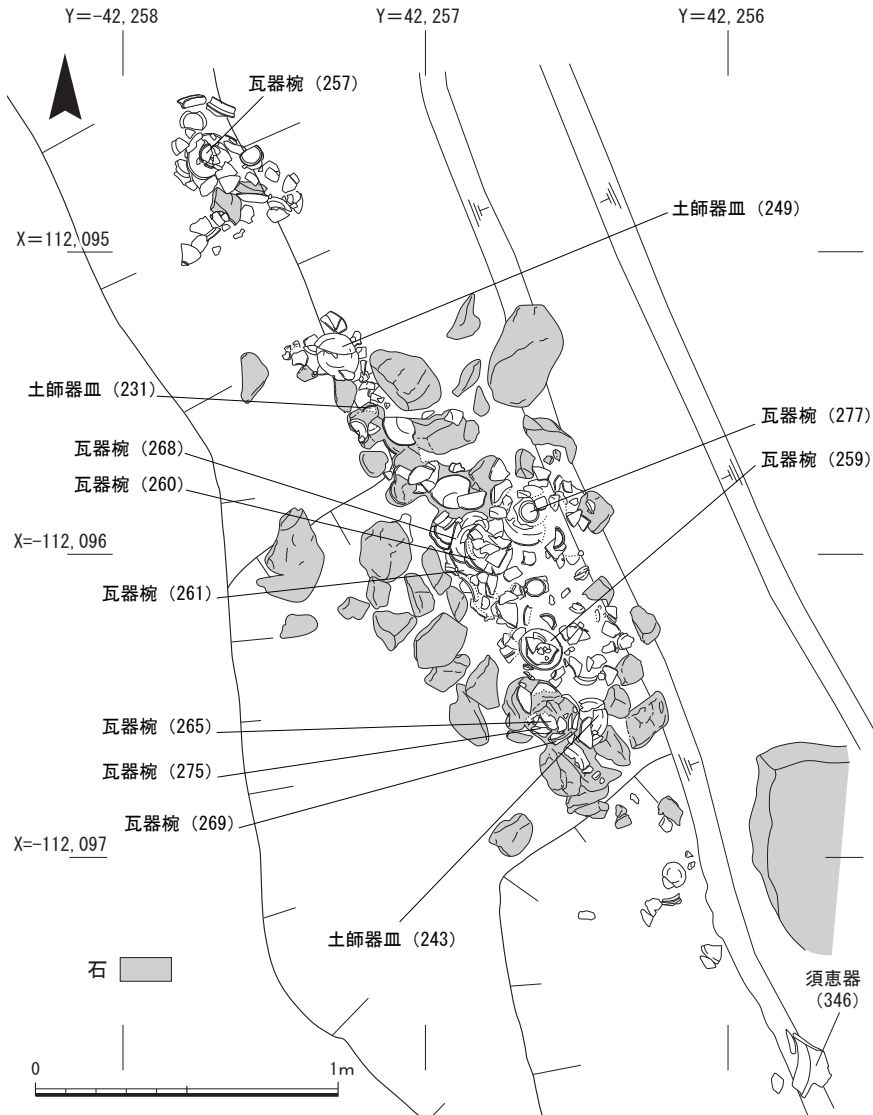 Y=-42,258
Y=42,257
Y=42,256
瓦器椀（257）
土師器皿（249）
X=112,095
土師器皿（231）
瓦器椀（277）
瓦器椀（268）
瓦器椀（259）
瓦器椀（260）
X=-112,096
瓦器椀（261）
瓦器椀（265）
瓦器椀（275）
瓦器椀（269）
X=-112,097
土師器皿（243）
石
須恵器
（346）
0
1m